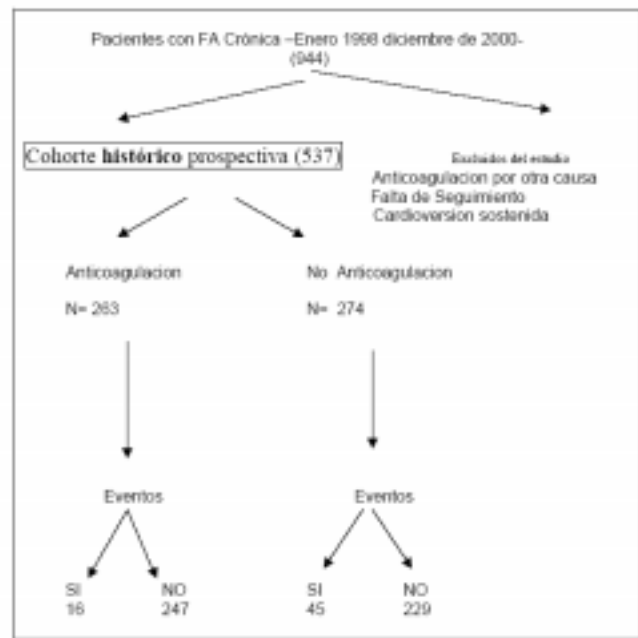 Pacientes con FA Crónica –Enero 1998 diciembre de 2000-
(944)
Cohorte histórico prospectiva (537)
Excluidos del estudio
Anticoagulacion por otra causa
Falta de Seguimiento
Cardioversion sostenida
Anticoagulacion
N= 263
No Anticoagulacion
N= 274
Eventos
SI NO
16 247
Eventos
SI NO
45 229